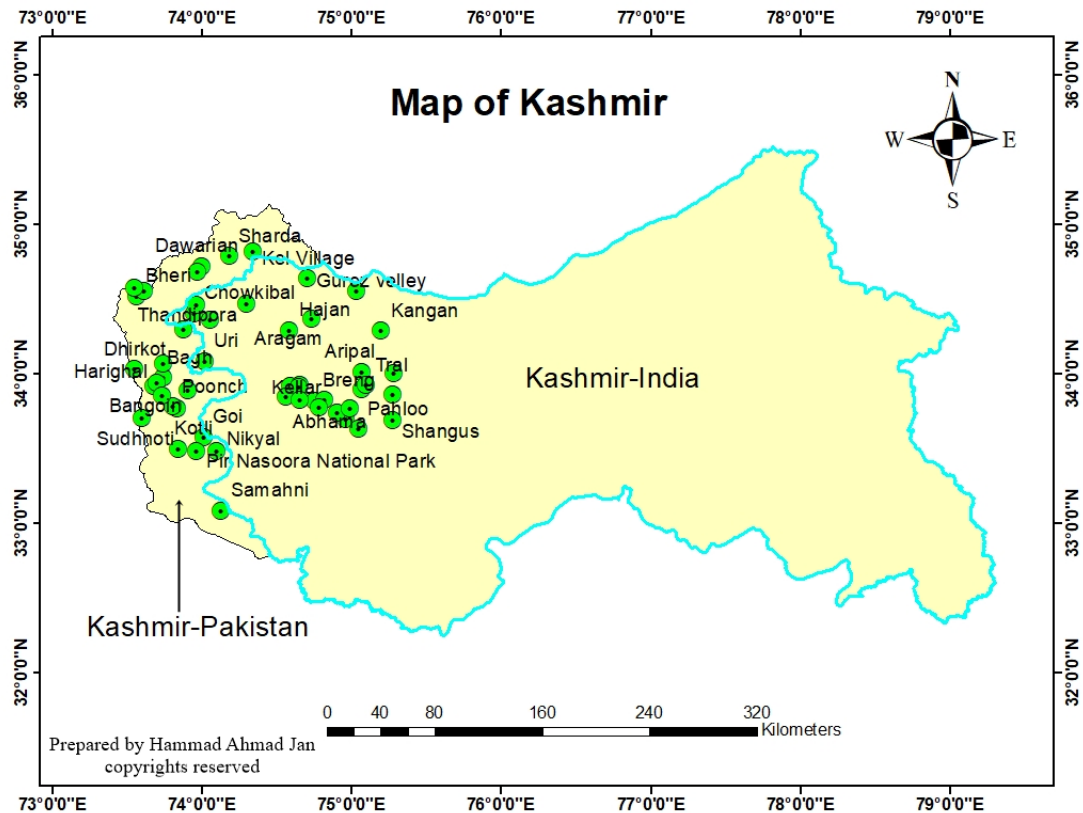 73°0'0"E 74°0'0"E 75°0'0"E 76°0'0"E 77°0'0"E 78°0'0"E 79°0'0"E
36°0'0"N 36°0'0"N
Map of Kashmir
N
W E
S
35°0'0"N 35°0'0"N
Sharda
Dawarian
Kel Village
Bheri
Gurez velley
Chowkibal
Hajan
Kangan
Thandipora
Uri
Aragam
Dhirkot
Aripal
Bagh
Tral
34°0'0"N 34°0'0"N
Harighal
Kashmir-India
Poonch
Kellar
Breng
Bangoin
Pahloo
Goi
Abhama
Kotli
Shangus
Sudhnoti
Nikyal
Pir Nasoora National Park
Samahni
33°0'0"N 33°0'0"N
Kashmir-Pakistan
32°0'0"N 32°0'0"N
0 40 80 160 240 320
Kilometers
Prepared by Hammad Ahmad Jan
copyrights reserved
73°0'0"E 74°0'0"E 75°0'0"E 76°0'0"E 77°0'0"E 78°0'0"E 79°0'0"E